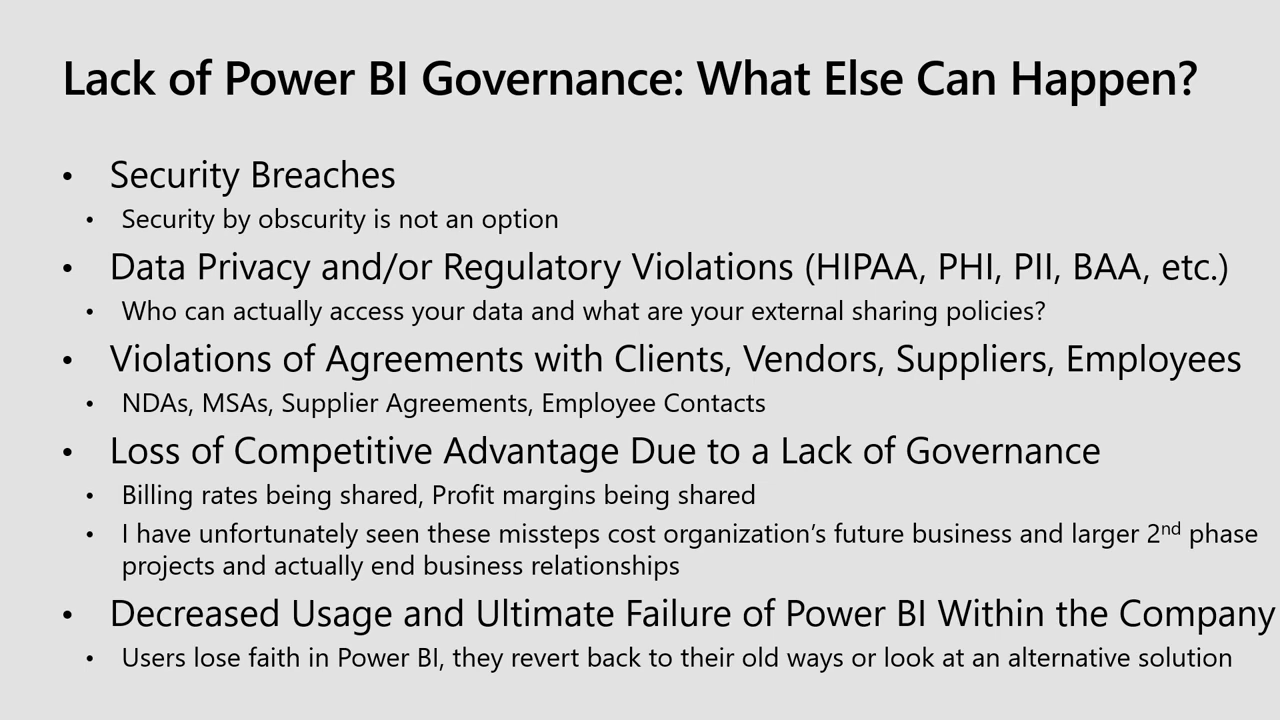 Lack of Power BI Governance: What Else Can Happen?
• Security Breaches
• Security by obscurity is not an option
• Data Privacy and/or Regulatory Violations (HIPAA, PHI, PII, BAA, etc.)
• Who can actually access your data and what are your external sharing policies?
• Violations of Agreements with Clients, Vendors, Suppliers, Employees
• NDAs, MSAs, Supplier Agreements, Employee Contacts
• Loss of Competitive Advantage Due to a Lack of Governance
• Billing rates being shared, Profit margins being shared
• I have unfortunately seen these missteps cost organization’s future business and larger 2nd phase
projects and actually end business relationships
• Decreased Usage and Ultimate Failure of Power BI Within the Company
• Users lose faith in Power BI, they revert back to their old ways or look at an alternative solution